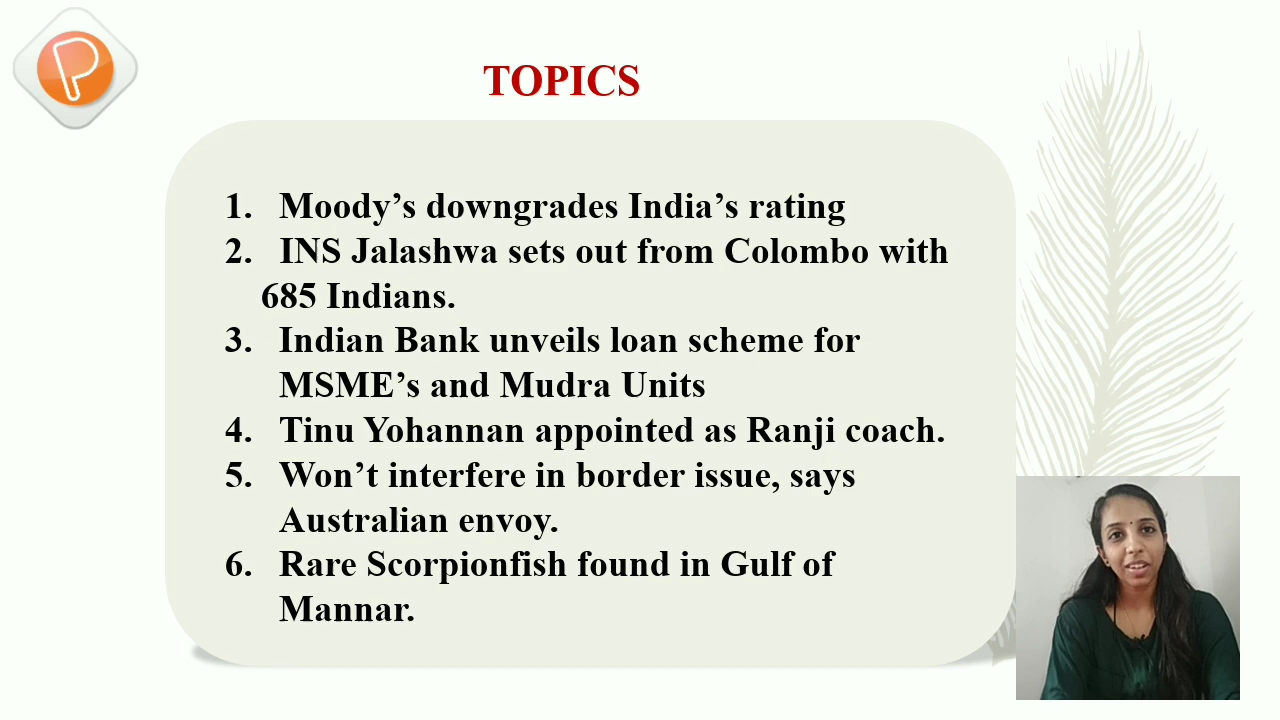 P
TOPICS
1. Moody’s downgrades India’s rating
2. INS Jalashwa sets out from Colombo with
685 Indians.
3. Indian Bank unveils loan scheme for
MSME’s and Mudra Units
4. Tinu Yohannan appointed as Ranji coach.
5. Won’t interfere in border issue, says
Australian envoy.
6. Rare Scorpionfish found in Gulf of
Mannar.